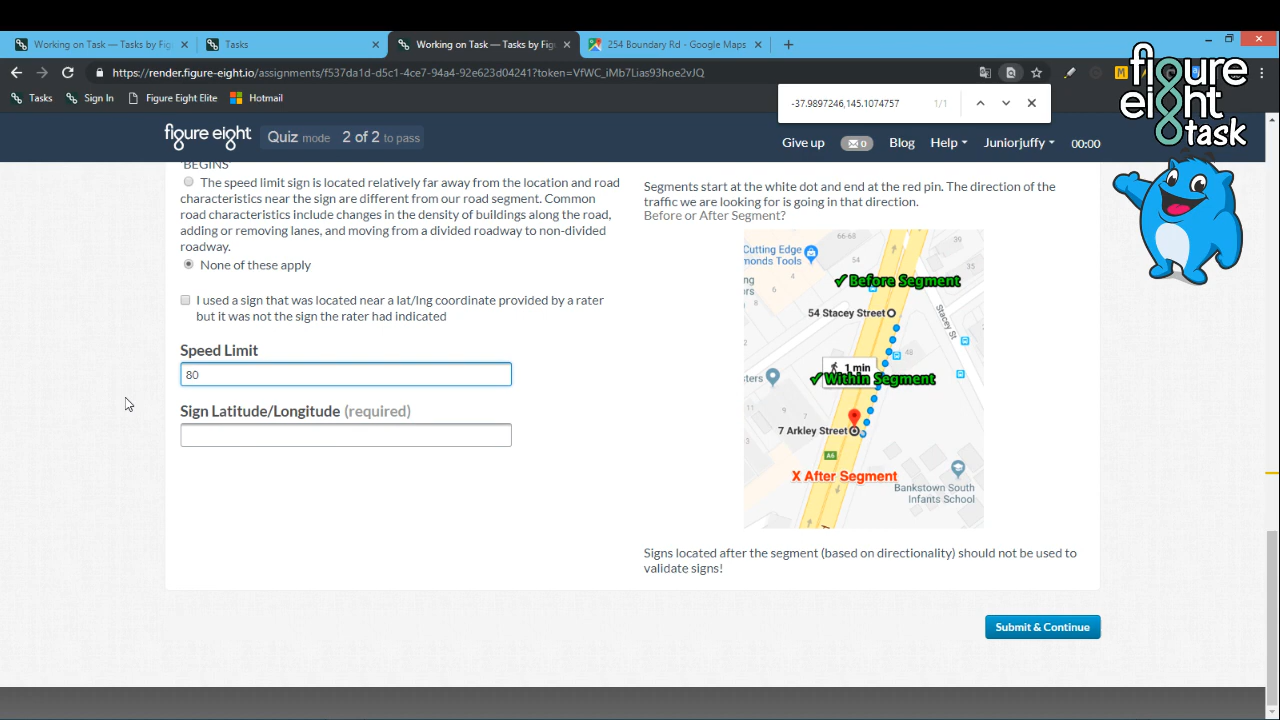 Working on Task — Tasks by Fig
Tasks
Working on Task — Tasks by Figu
254 Boundary Rd - Google Maps
https://render.figure-eight.io/assignments/f537da1d-d5c1-4ce7-94a4-92e623d04241?token=VfWC_iMb7Lias93hoe2vJQ
Tasks
Sign In
Figure Eight Elite
Hotmail
-37.9897246,145.1074757
1/1
figure
eight
task
figure
eight
Quiz mode
2 of 2 to pass
Give up
0
Blog
Help
Juniorjuffy
00:00
"BEGINS"
The speed limit sign is located relatively far away from the location and road
characteristics near the sign are different from our road segment. Common
road characteristics include changes in the density of buildings along the road,
adding or removing lanes, and moving from a divided roadway to non-divided
roadway.
None of these apply
I used a sign that was located near a lat/lng coordinate provided by a rater
but it was not the sign the rater had indicated
Speed Limit
80
Sign Latitude/Longitude (required)
Segments start at the white dot and end at the red pin. The direction of the
traffic we are looking for is going in that direction.
Before or After Segment?
66-68
39
Cutting Edge
monds Tools
54
35
✓ Before Segment
54 Stacey Street
Stacey St
48
1 min
sters
✓ Within Segment
7 Arkley Street
A6
X After Segment
Bankstown South
Infants School
Signs located after the segment (based on directionality) should not be used to
validate signs!
Submit & Continue